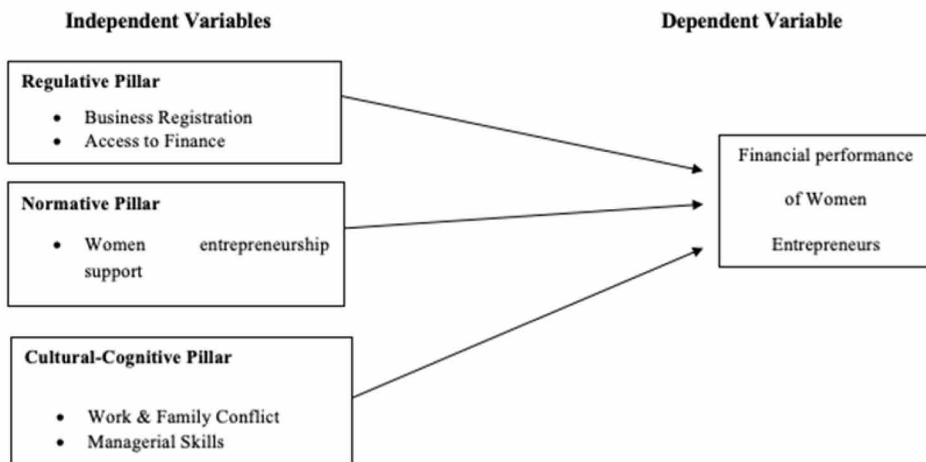 Independent Variables
Dependent Variable
Regulative Pillar
• Business Registration
• Access to Finance
Normative Pillar
• Women entrepreneurship
support
Cultural-Cognitive Pillar
• Work & Family Conflict
• Managerial Skills
Financial performance
of Women
Entrepreneurs